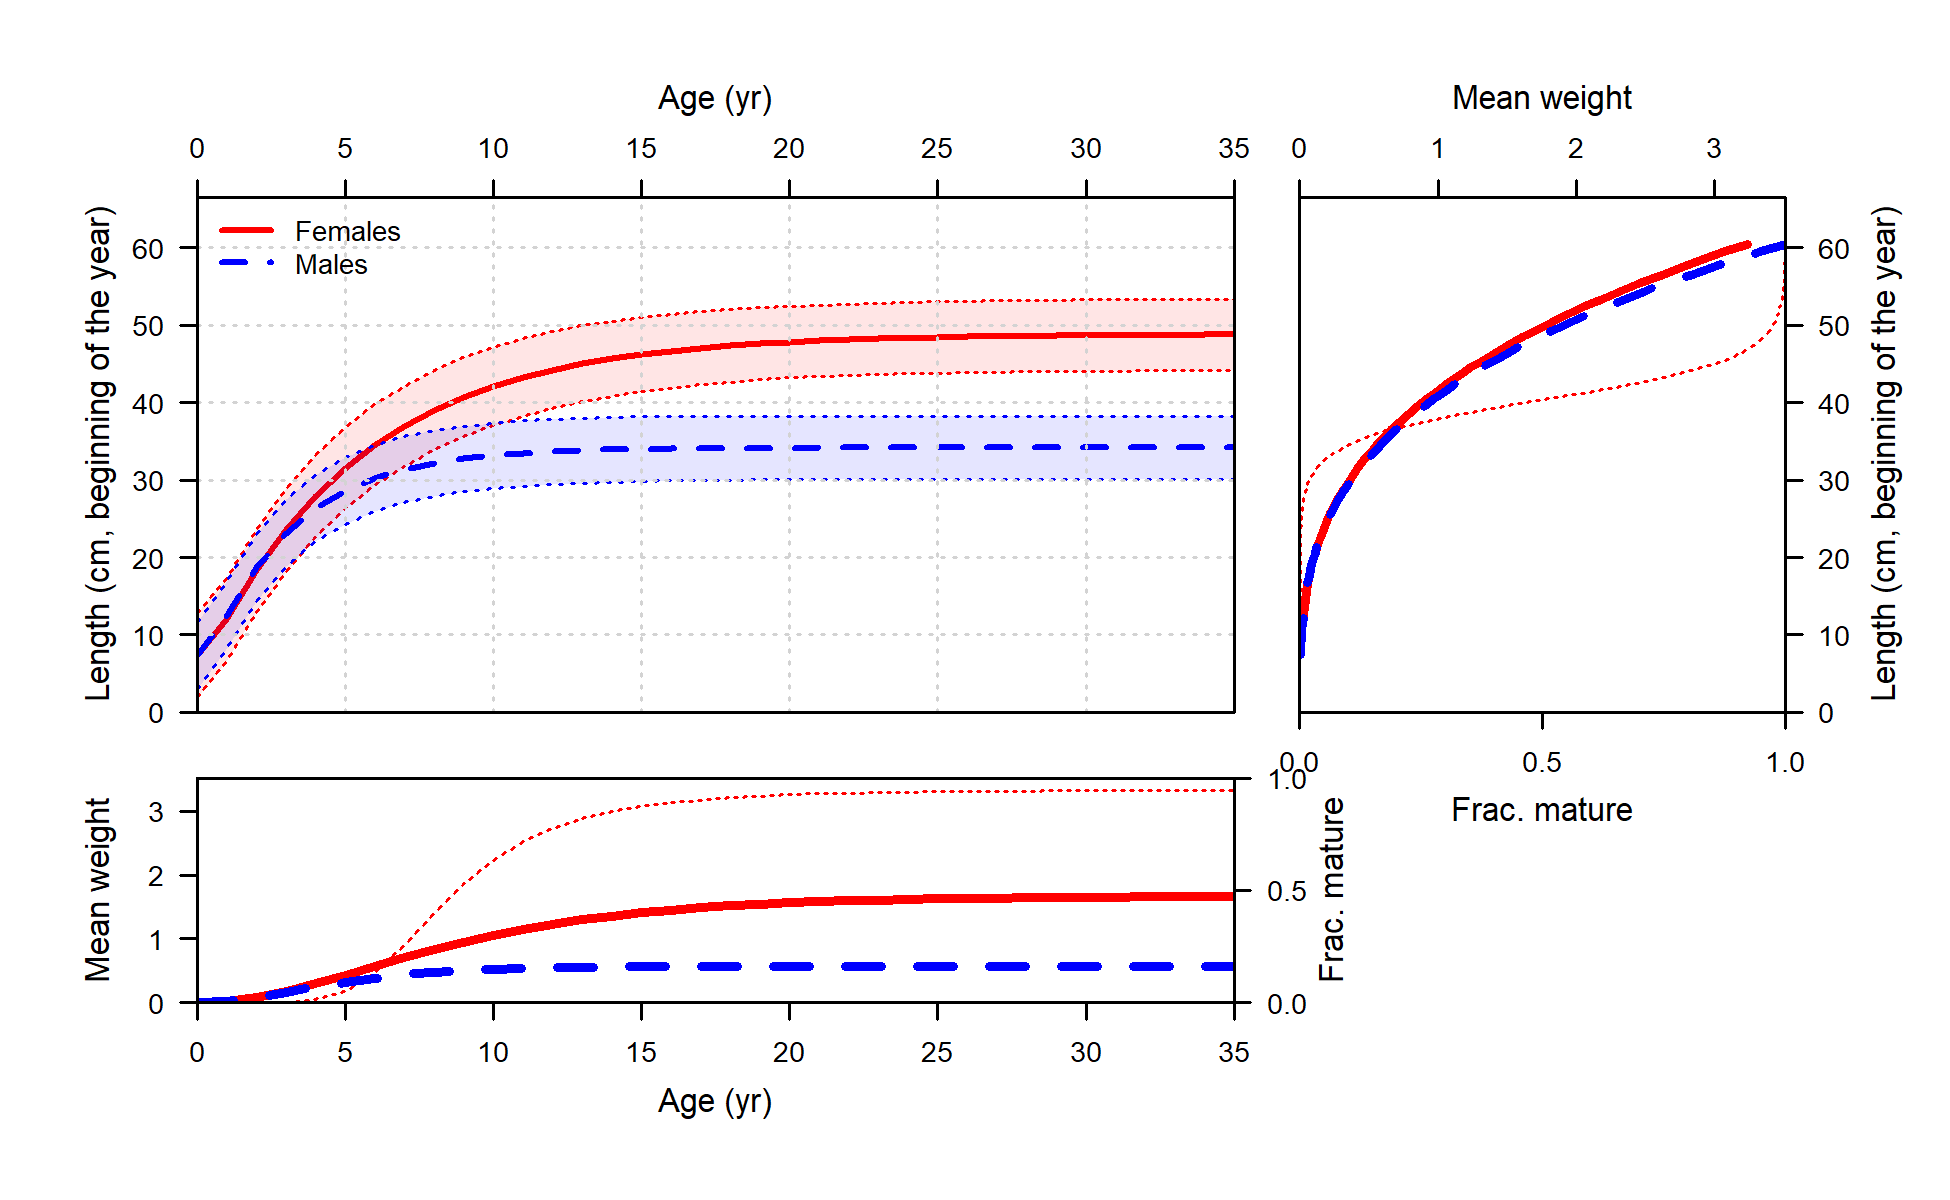 Age (yr)
0 5 10 15 20 25 30 35
Mean weight
0 1 2 3
Females
Males
Length (cm, beginning of the year)
60
50
40
30
20
10
0
Length (cm, beginning of the year)
60
50
40
30
20
10
0
0.0 0.5 1.0
Frac. mature
Mean weight
3
2
1
0
1.0
0.5
0.0
Frac. mature
0 5 10 15 20 25 30 35
Age (yr)